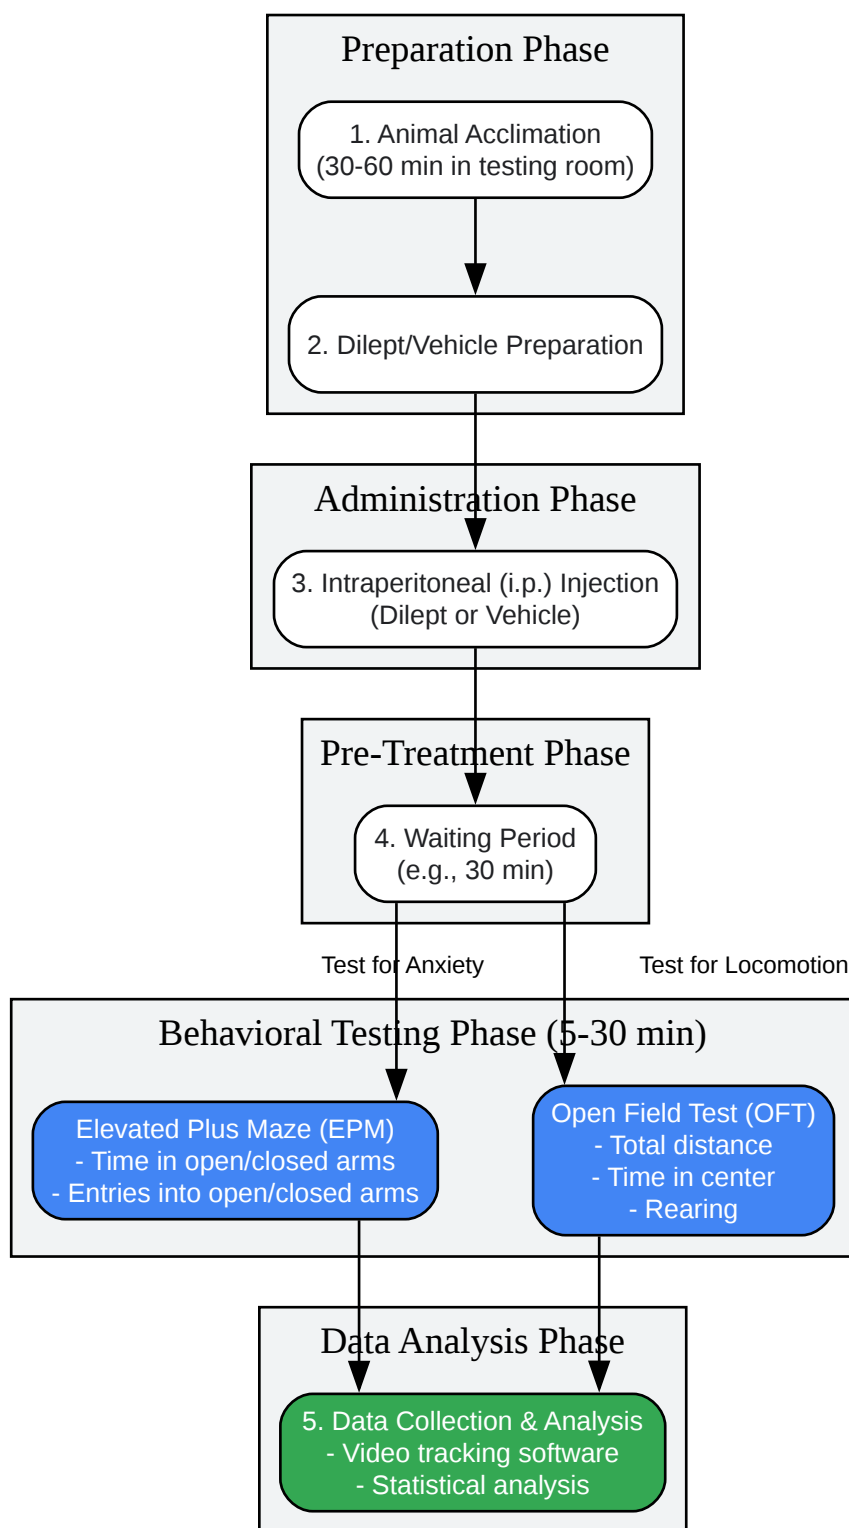 Preparation Phase
1. Animal Acclimation
(30-60 min in testing room)
2. Dilept/Vehicle Preparation
Administration Phase
3. Intraperitoneal (i.p.) Injection
(Dilept or Vehicle)
Pre-Treatment Phase
4. Waiting Period
(e.g., 30 min)
Test for Anxiety
Test for Locomotion
Behavioral Testing Phase (5-30 min)
Elevated Plus Maze (EPM)
- Time in open/closed arms
- Entries into open/closed arms
Open Field Test (OFT)
- Total distance
- Time in center
- Rearing
Data Analysis Phase
5. Data Collection & Analysis
- Video tracking software
- Statistical analysis